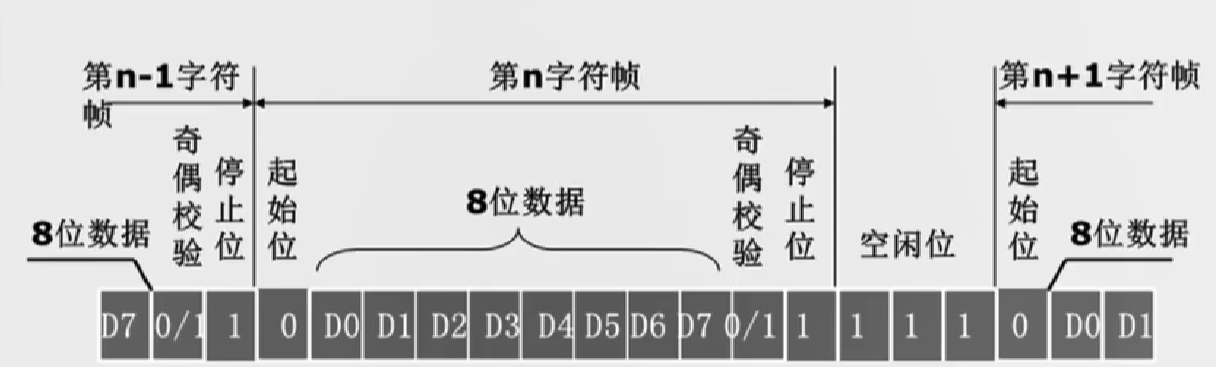 第n-1字符
帧
第n字符帧
第n+1字符帧
8位数据
奇偶校验
停止位
起始位
8位数据
奇偶校验
停止位
空闲位
起始位
8位数据
D7 0/1 1 0 D0 D1 D2 D3 D4 D5 D6 D7 0/1 1 1 1 1 0 D0 D1